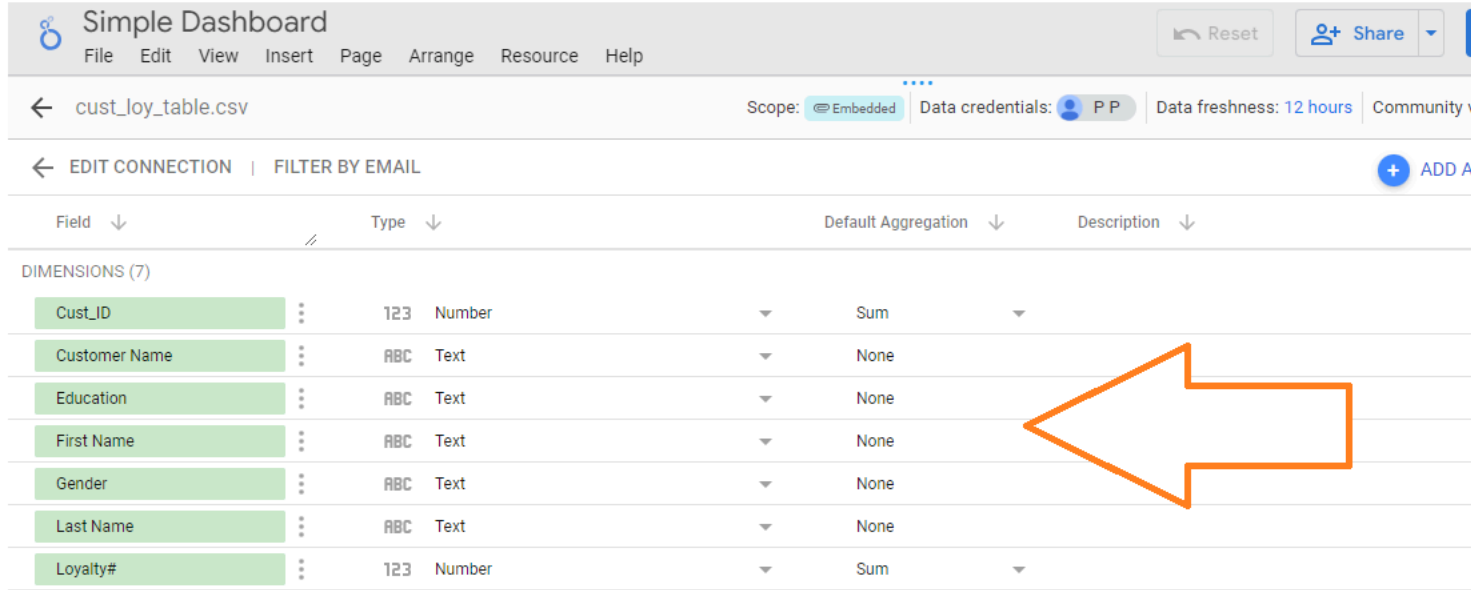 Simple Dashboard
File Edit View Insert Page Arrange Resource Help
Reset
Share
cust_loy_table.csv
Scope: Embedded Data credentials: P P Data freshness: 12 hours Community v
EDIT CONNECTION | FILTER BY EMAIL
+ ADD A
Field Type Default Aggregation Description
DIMENSIONS (7)
Cust_ID 123 Number Sum
Customer Name ABC Text None
Education ABC Text None
First Name ABC Text None
Gender ABC Text None
Last Name ABC Text None
Loyalty# 123 Number Sum